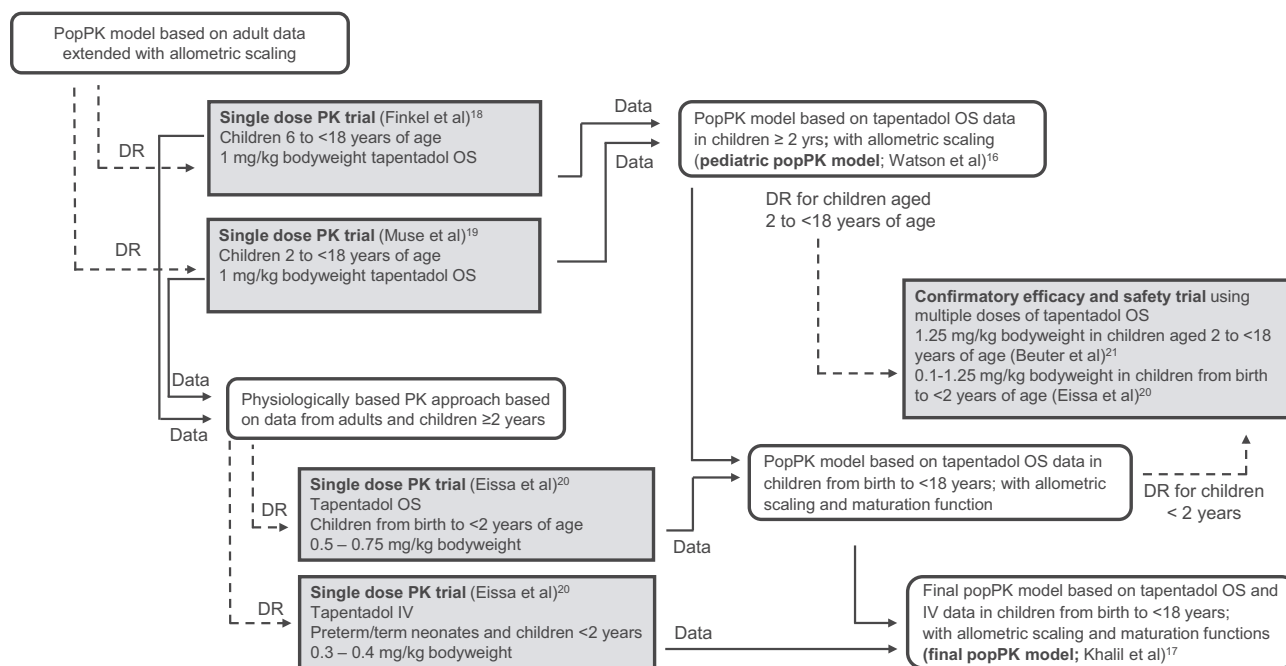 PopPK model based on adult data
extended with allometric scaling
DR
Single dose PK trial (Finkel et al)18
Children 6 to <18 years of age
1 mg/kg bodyweight tapentadol OS
Data
Data
PopPK model based on tapentadol OS data
in children ≥ 2 yrs; with allometric scaling
(pediatric popPK model; Watson et al)16
DR
Single dose PK trial (Muse et al)19
Children 2 to <18 years of age
1 mg/kg bodyweight tapentadol OS
DR for children aged
2 to <18 years of age
Confirmatory efficacy and safety trial using
multiple doses of tapentadol OS
1.25 mg/kg bodyweight in children aged 2 to <18
years of age (Beuter et al)21
0.1-1.25 mg/kg bodyweight in children from birth
to <2 years of age (Eissa et al)20
Data
Data
Physiologically based PK approach based
on data from adults and children ≥2 years
DR
Single dose PK trial (Eissa et al)20
Tapentadol OS
Children from birth to <2 years of age
0.5 – 0.75 mg/kg bodyweight
Data
PopPK model based on tapentadol OS data in
children from birth to <18 years; with allometric
scaling and maturation function
DR for children
< 2 years
DR
Single dose PK trial (Eissa et al)20
Tapentadol IV
Preterm/term neonates and children <2 years
0.3 – 0.4 mg/kg bodyweight
Data
Final popPK model based on tapentadol OS and
IV data in children from birth to <18 years;
with allometric scaling and maturation functions
(final popPK model; Khalil et al)17